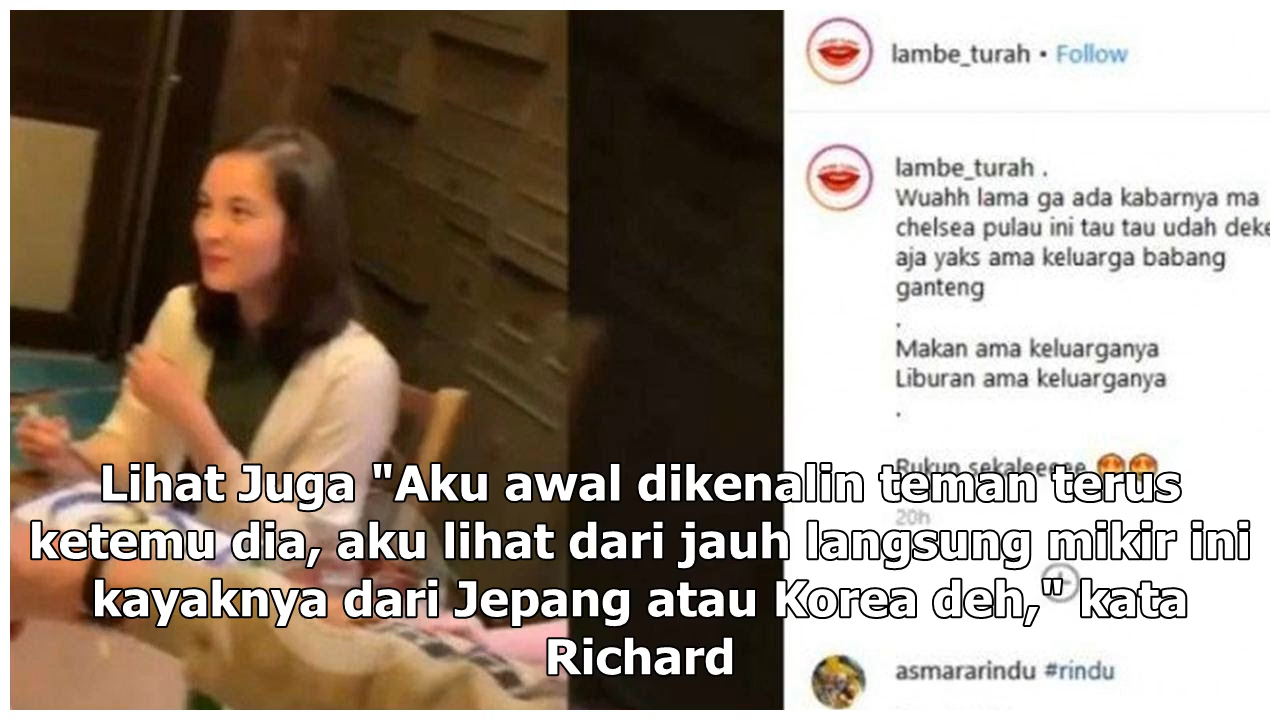 lambe_turah • Follow
lambe_turah .
Wuahh lama ga ada kabarnya ma
chelsea pulau ini tau tau udah deke
aja yaks ama keluarga babang
ganteng
.
Makan ama keluarganya
Liburan ama keluarganya
.
Rukun sekaleeeee 😍😍
20h
Lihat Juga "Aku awal dikenalin teman terus
ketemu dia, aku lihat dari jauh langsung mikir ini
kayaknya dari Jepang atau Korea deh," kata
Richard
asmararindu #rindu